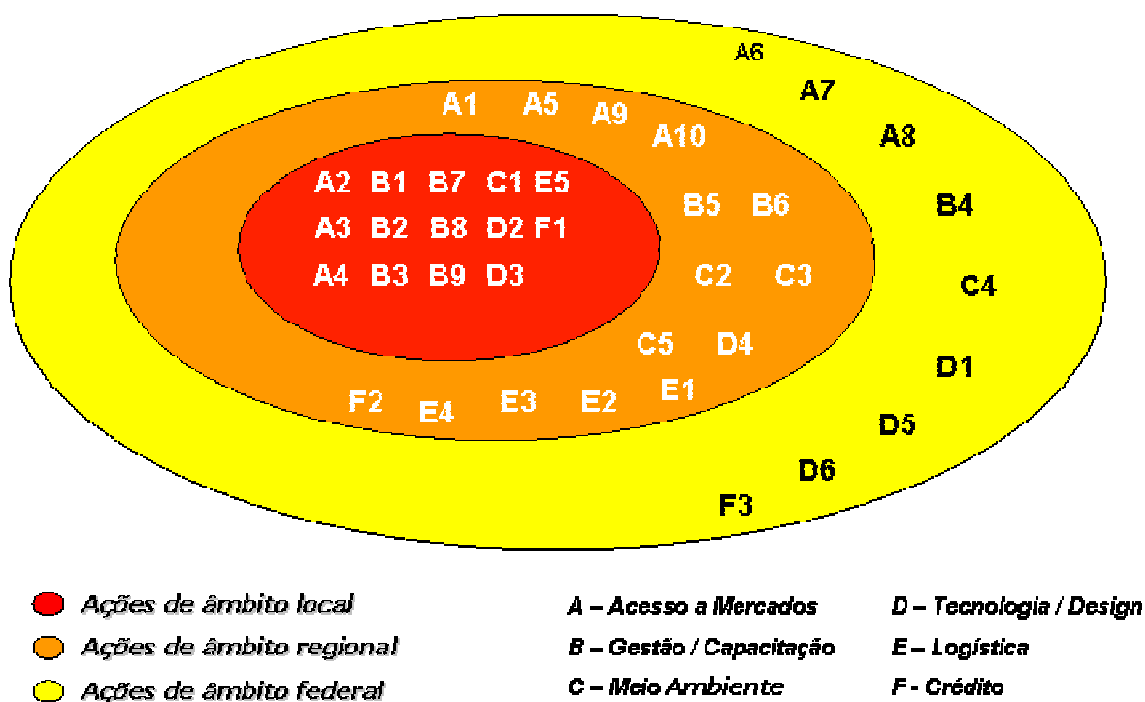 A6
A7
A1 A5 A9
A10
A8
A2 B1 B7 C1 E5
B5 B6
B4
A3 B2 B8 D2 F1
A4 B3 B9 D3
C2 C3
C4
C5 D4
D1
F2 E4 E3 E2 E1
D5
D6
F3
Ações de âmbito local
A – Acesso a Mercados
D – Tecnologia / Design
Ações de âmbito regional
B – Gestão / Capacitação
E – Logística
Ações de âmbito federal
C – Meio Ambiente
F - Crédito